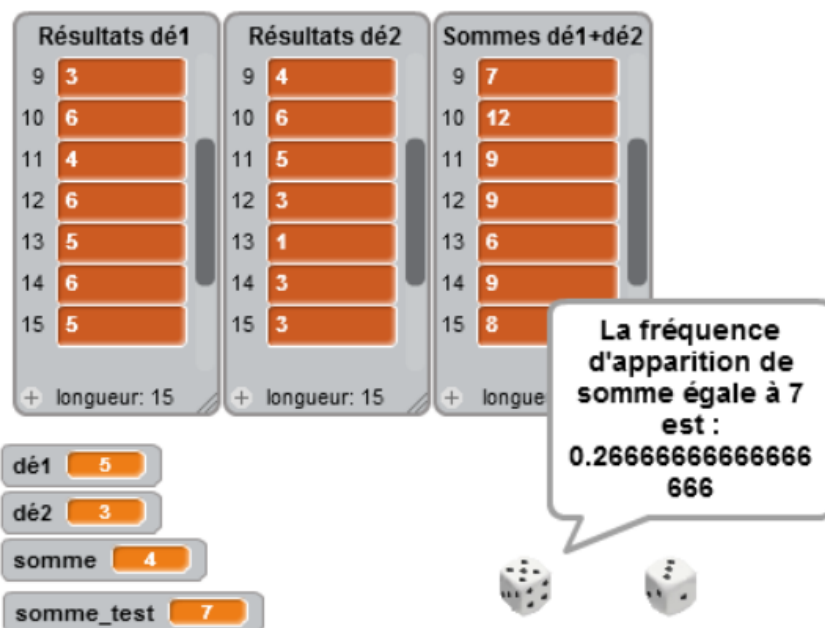 Résultats dé1
9 3
10 6
11 4
12 6
13 5
14 6
15 5
+ longueur: 15
Résultats dé2
9 4
10 6
11 5
12 3
13 1
14 3
15 3
+ longueur: 15
Sommes dé1+dé2
9 7
10 12
11 9
12 9
13 6
14 9
15 8
+ longue
La fréquence
d'apparition de
somme égale à 7
est :
0.26666666666666
666
dé1 5
dé2 3
somme 4
somme_test 7